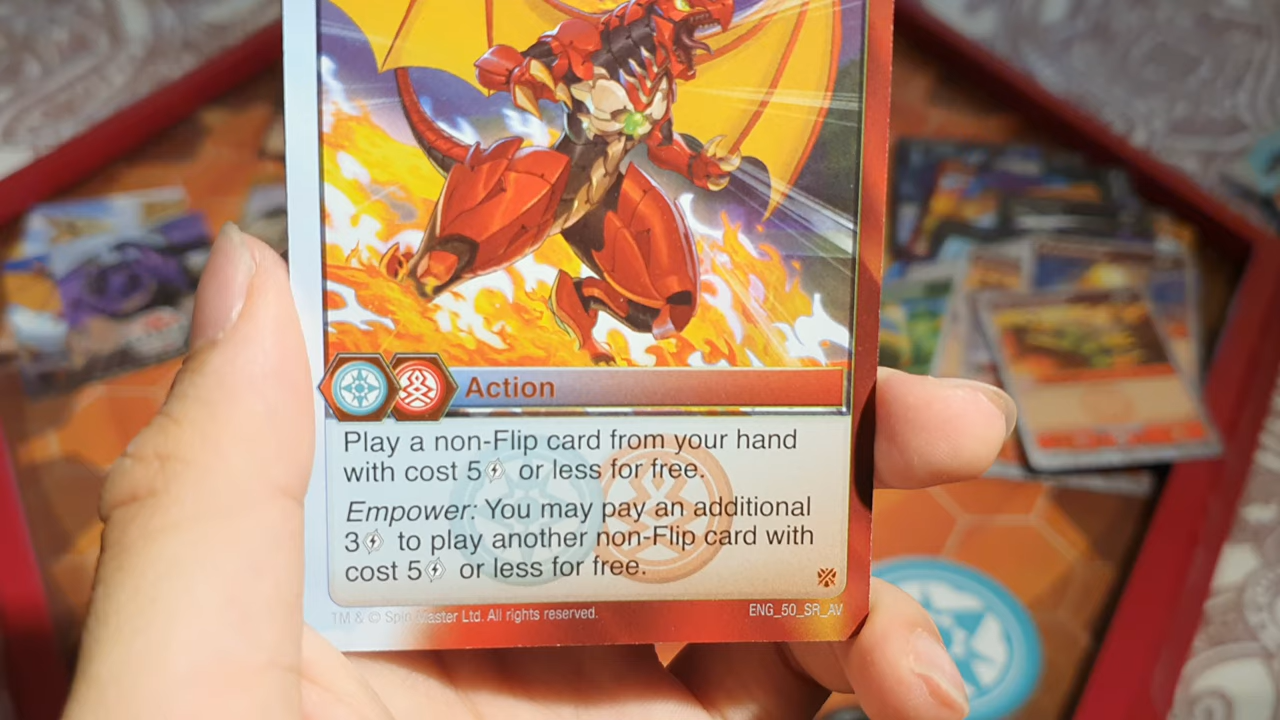 Action
Play a non-Flip card from your hand
with cost 5 or less for free.
Empower: You may pay an additional
3 to play another non-Flip card with
cost 5 or less for free.
TM & © Spin Master Ltd. All rights reserved.
ENG_50_SR_AV